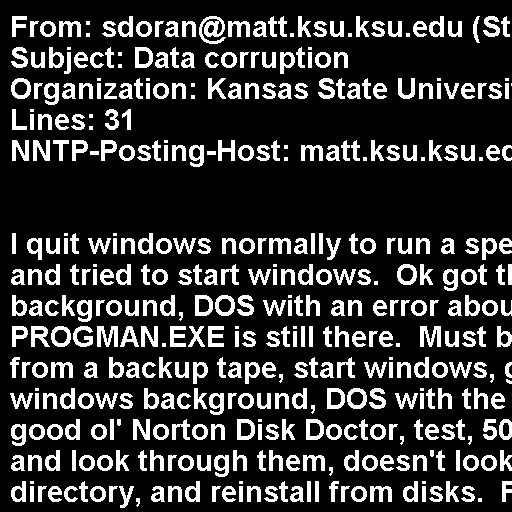 From: sdoran@matt.ksu.ksu.edu (St
Subject: Data corruption
Organization: Kansas State Universi
Lines: 31
NNTP-Posting-Host: matt.ksu.ksu.ed
I quit windows normally to run a spe
and tried to start windows.  Ok got th
background, DOS with an error abou
PROGMAN.EXE is still there.  Must b
from a backup tape, start windows, g
windows background, DOS with the
good ol' Norton Disk Doctor, test, 50
and look through them, doesn't look
directory, and reinstall from disks.  F